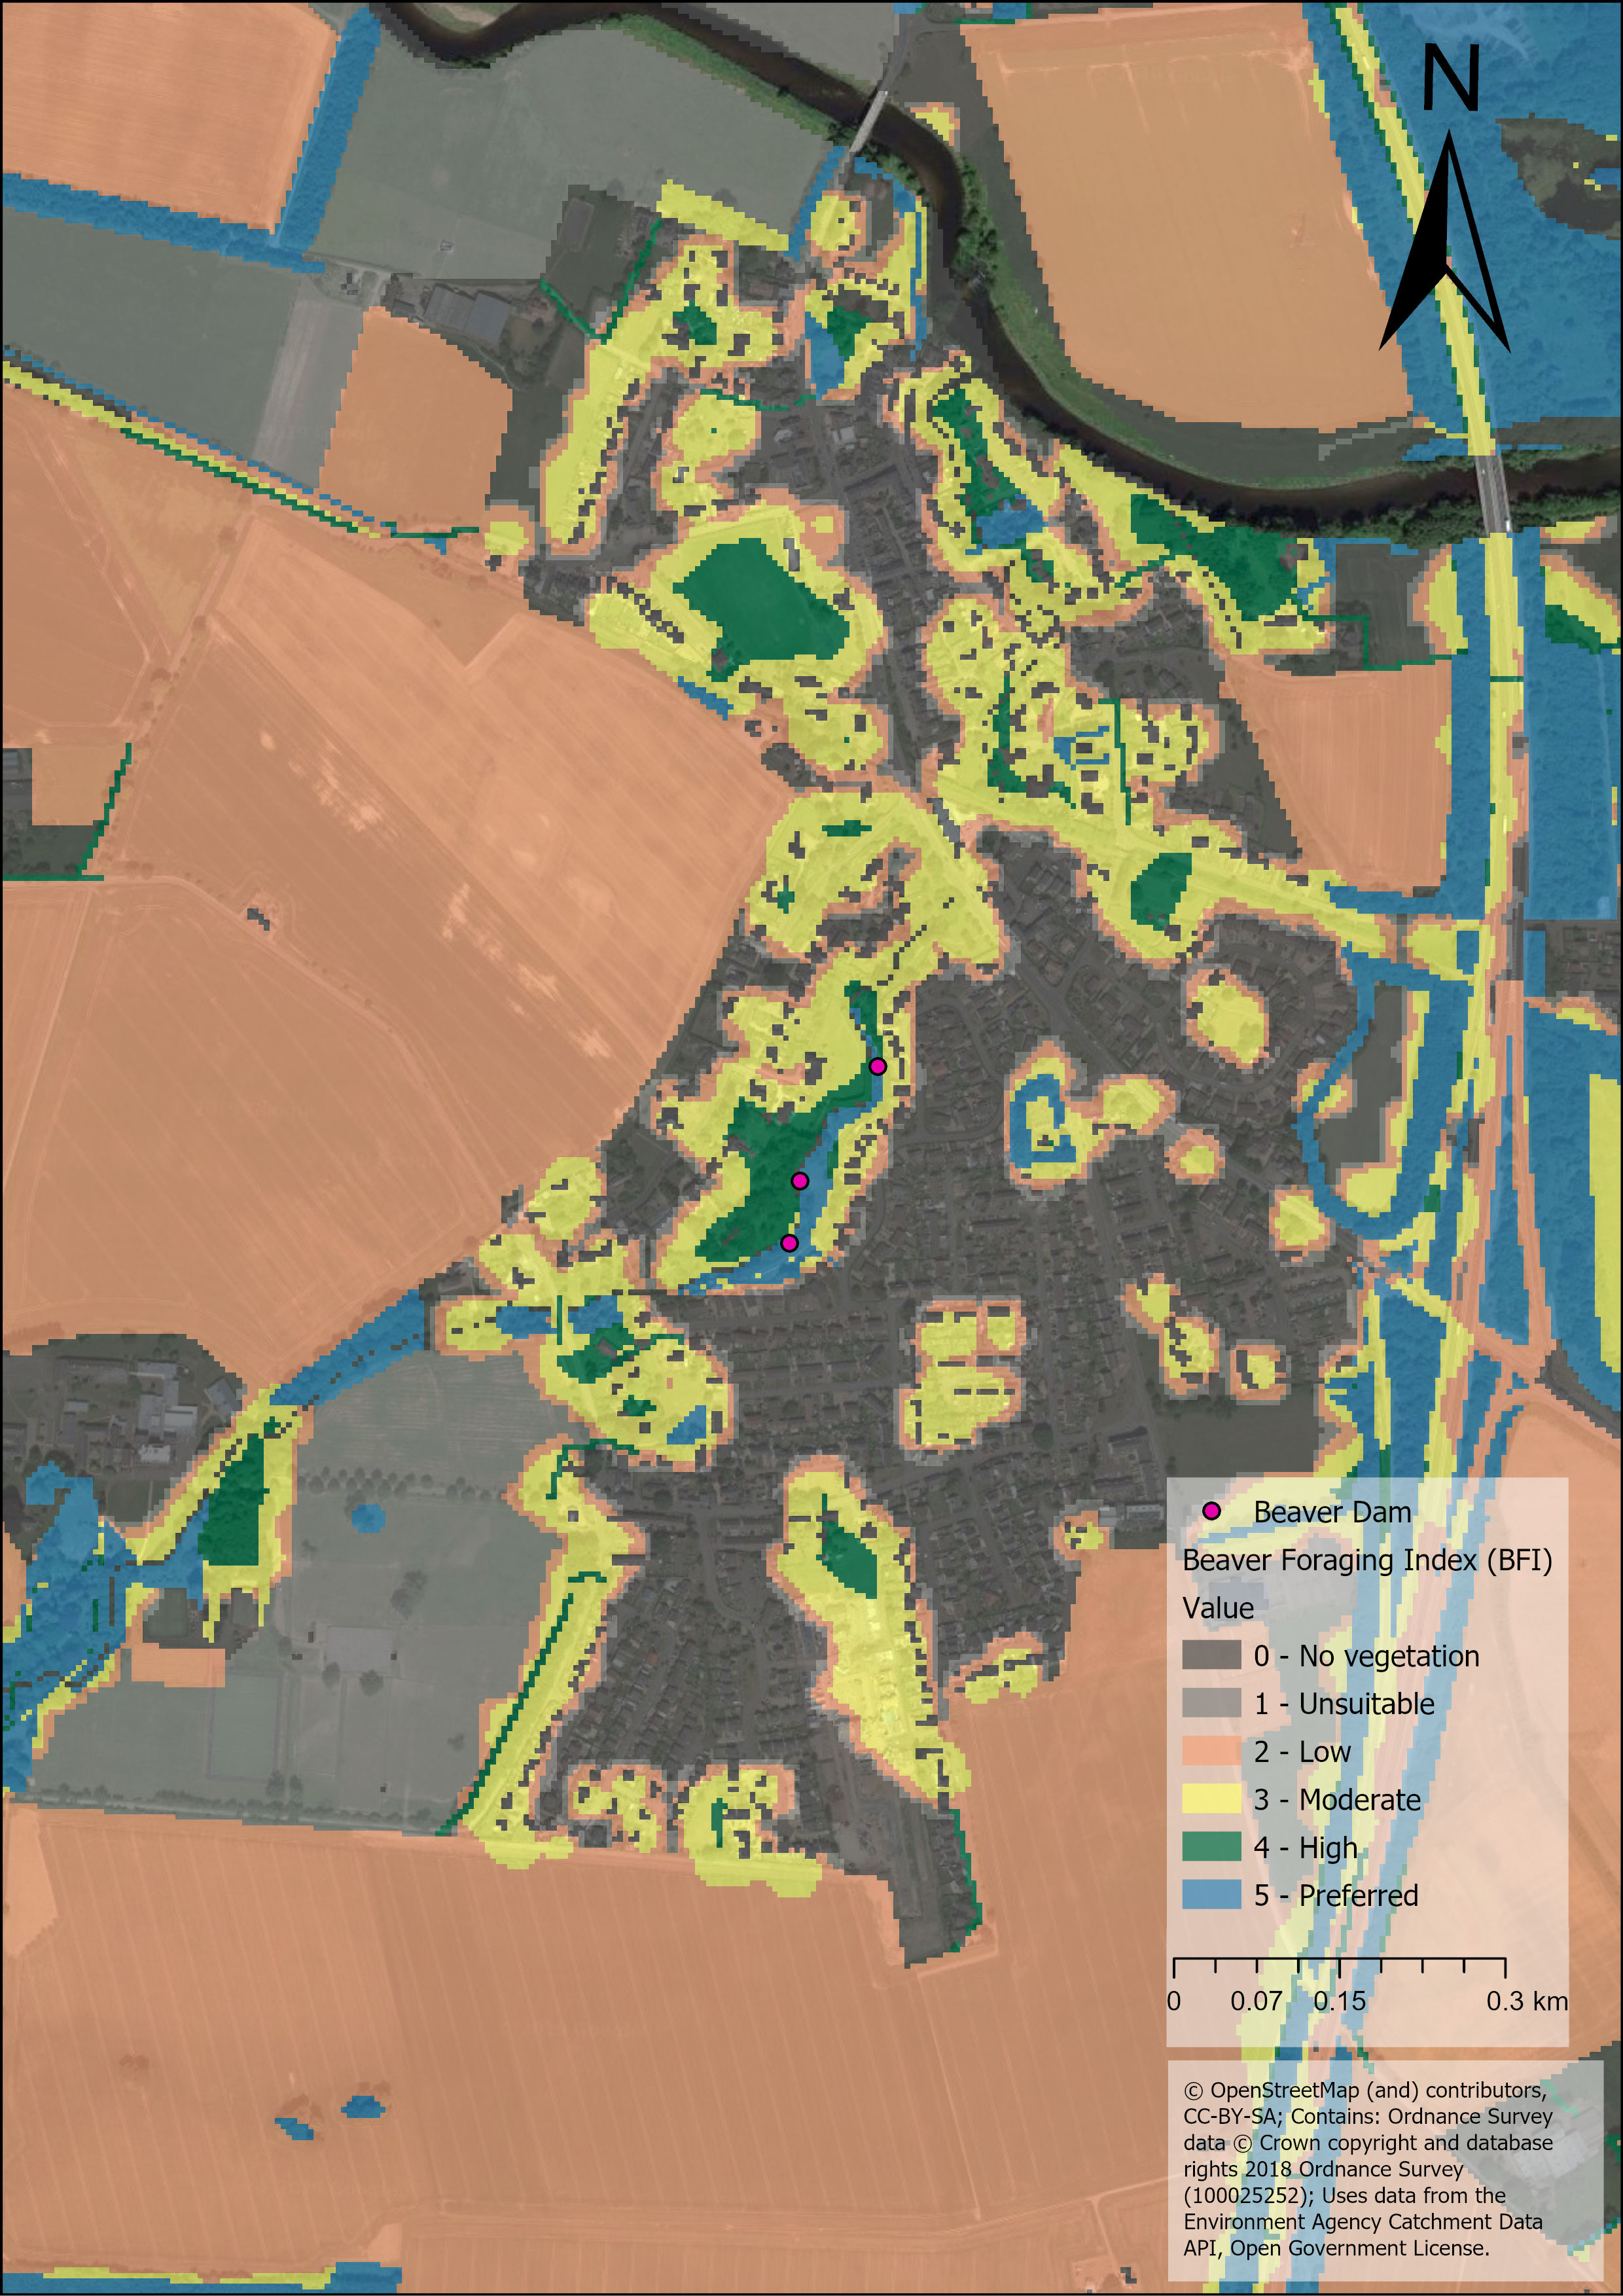 N
Beaver Dam
Beaver Foraging Index (BFI)
Value
0 - No vegetation
1 - Unsuitable
2 - Low
3 - Moderate
4 - High
5 - Preferred
0 0.07 0.15 0.3 km
© OpenStreetMap (and) contributors,
CC-BY-SA; Contains: Ordnance Survey
data © Crown copyright and database
rights 2018 Ordnance Survey
(100025252); Uses data from the
Environment Agency Catchment Data
API, Open Government License.